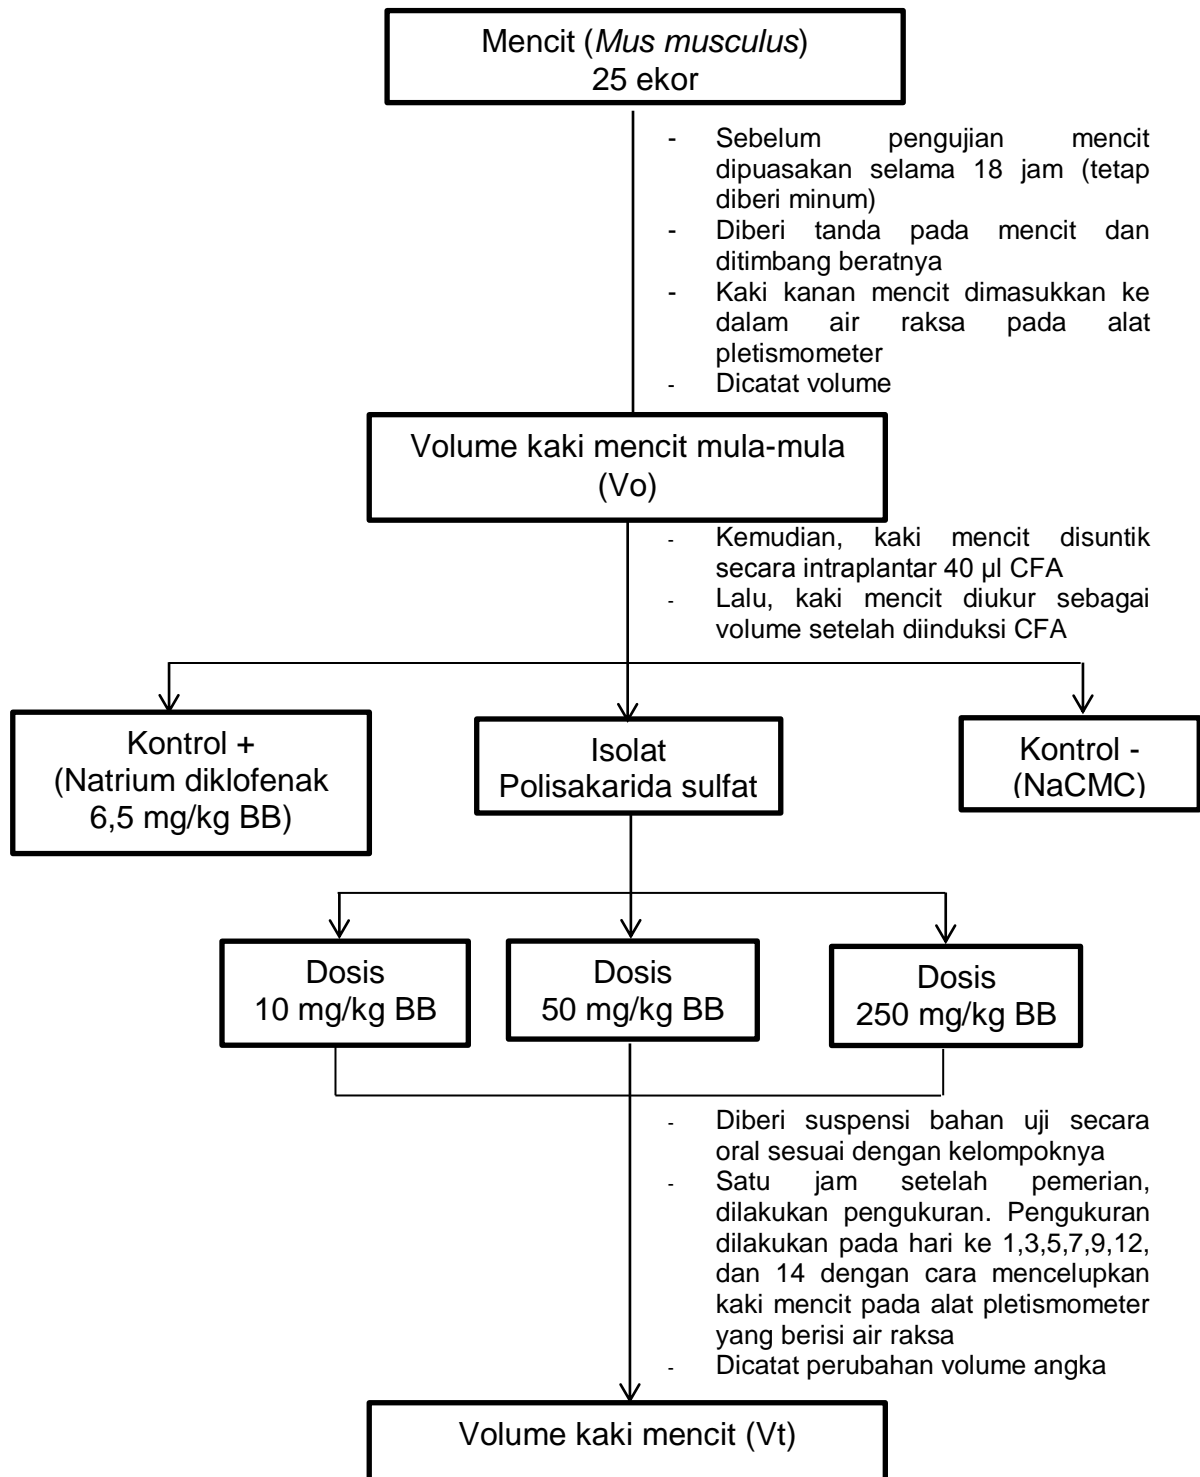 Mencit (Mus musculus)
25 ekor
- Sebelum pengujian mencit
dipuasakan selama 18 jam (tetap
diberi minum)
- Diberi tanda pada mencit dan
ditimbang beratnya
- Kaki kanan mencit dimasukkan ke
dalam air raksa pada alat
pletismometer
- Dicatat volume
Volume kaki mencit mula-mula
(Vo)
- Kemudian, kaki mencit disuntik
secara intraplantar 40 µl CFA
- Lalu, kaki mencit diukur sebagai
volume setelah diinduksi CFA
Kontrol +
(Natrium diklofenak
6,5 mg/kg BB)
Isolat
Polisakarida sulfat
Kontrol -
(NaCMC)
Dosis
10 mg/kg BB
Dosis
50 mg/kg BB
Dosis
250 mg/kg BB
- Diberi suspensi bahan uji secara
oral sesuai dengan kelompoknya
- Satu jam setelah pemerian,
dilakukan pengukuran. Pengukuran
dilakukan pada hari ke 1,3,5,7,9,12,
dan 14 dengan cara mencelupkan
kaki mencit pada alat pletismometer
yang berisi air raksa
- Dicatat perubahan volume angka
Volume kaki mencit (Vt)